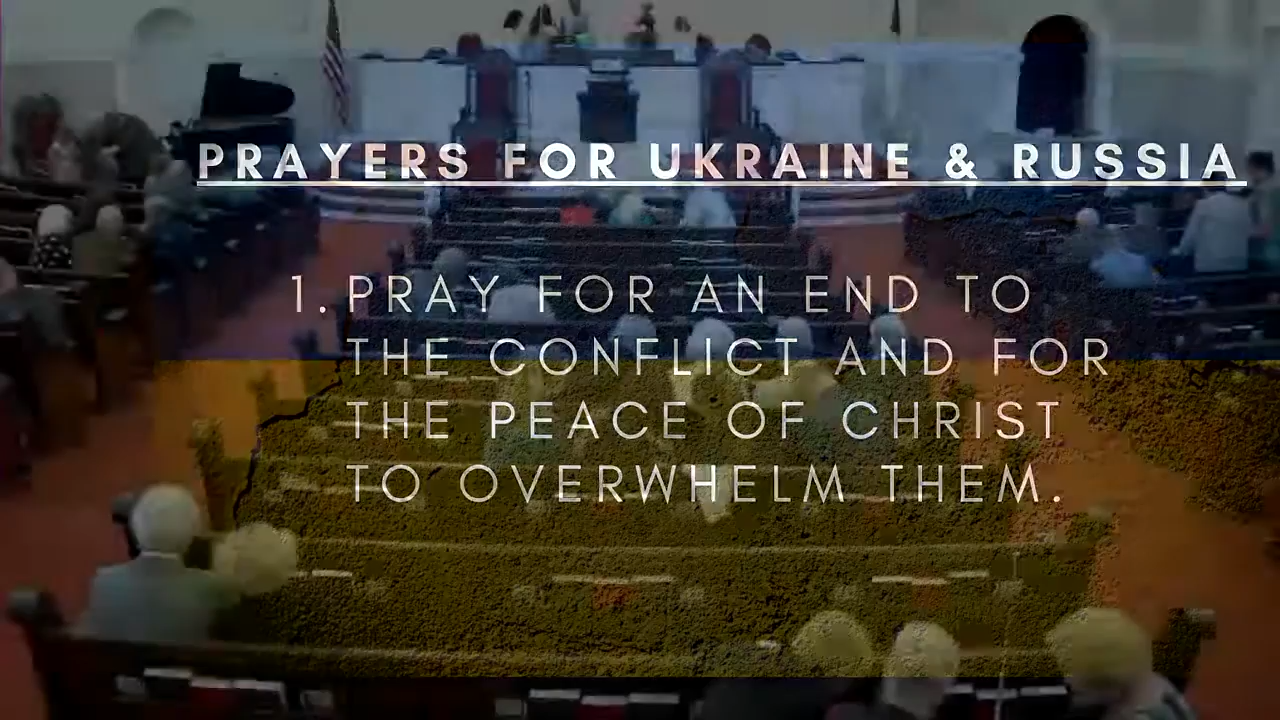 PRAYERS FOR UKRAINE & RUSSIA
1. PRAY FOR AN END TO
THE CONFLICT AND FOR
THE PEACE OF CHRIST
TO OVERWHELM THEM.